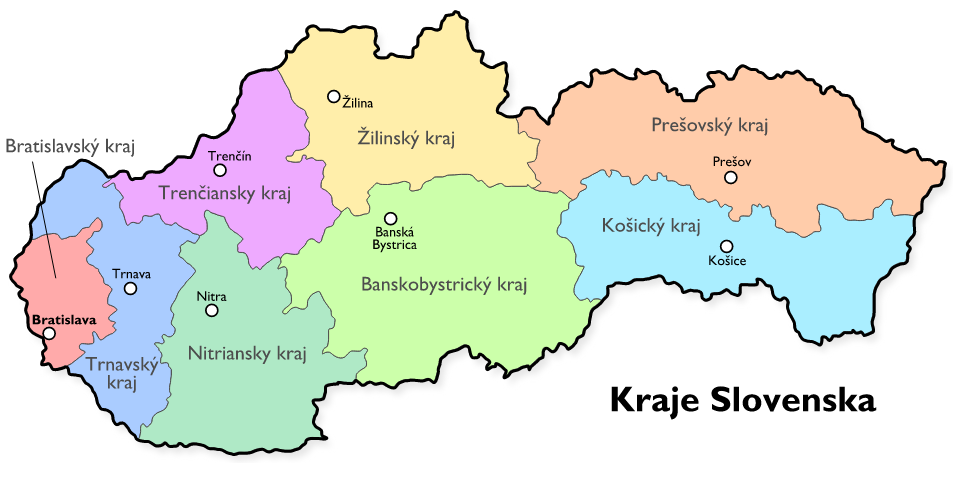 Žilina
Žilinský kraj
Prešovský kraj
Bratislavský kraj
Trenčín
Prešov
Trenčiansky kraj
Košický kraj
Banská
Bystrica
Košice
Trnava
Banskobystrický kraj
Nitra
Bratislava
Nitriansky kraj
Trnavský
kraj
Kraje Slovenska